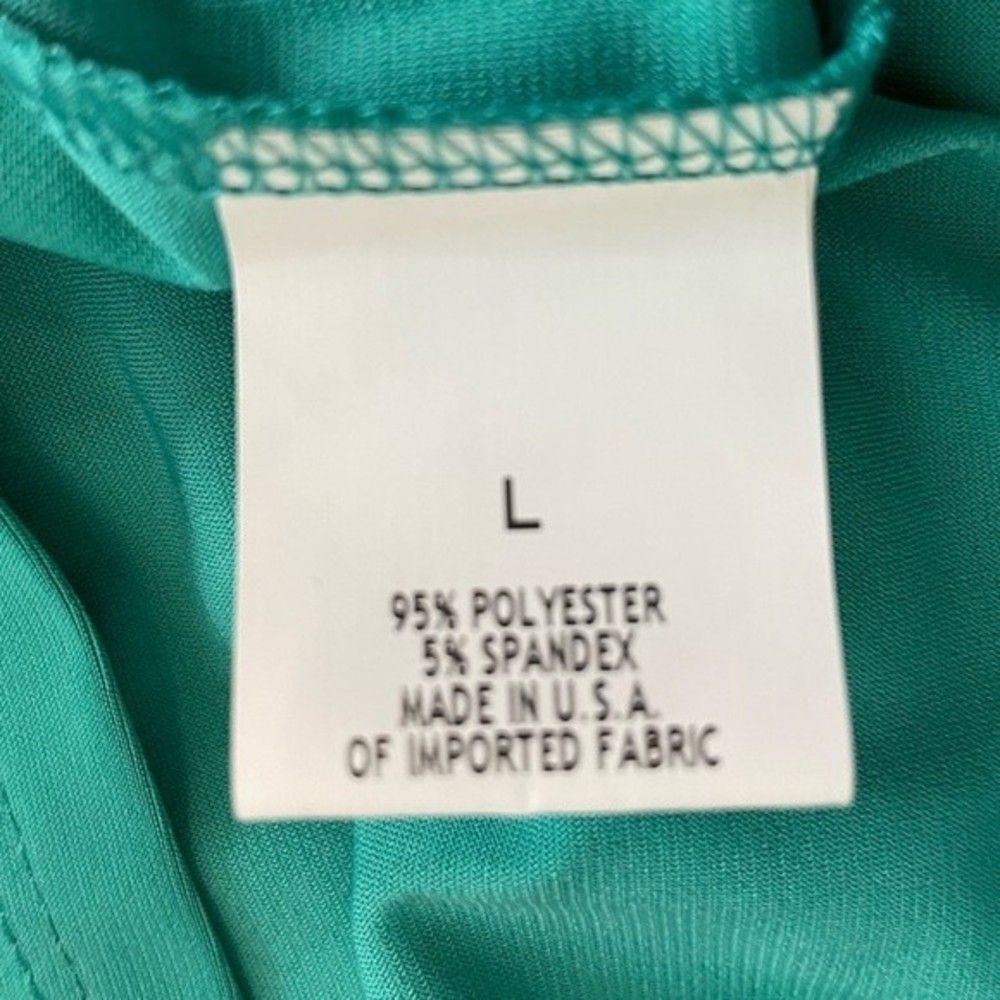 L
95% POLYESTER
5% SPANDEX
MADE IN U.S.A.
OF IMPORTED FABRIC